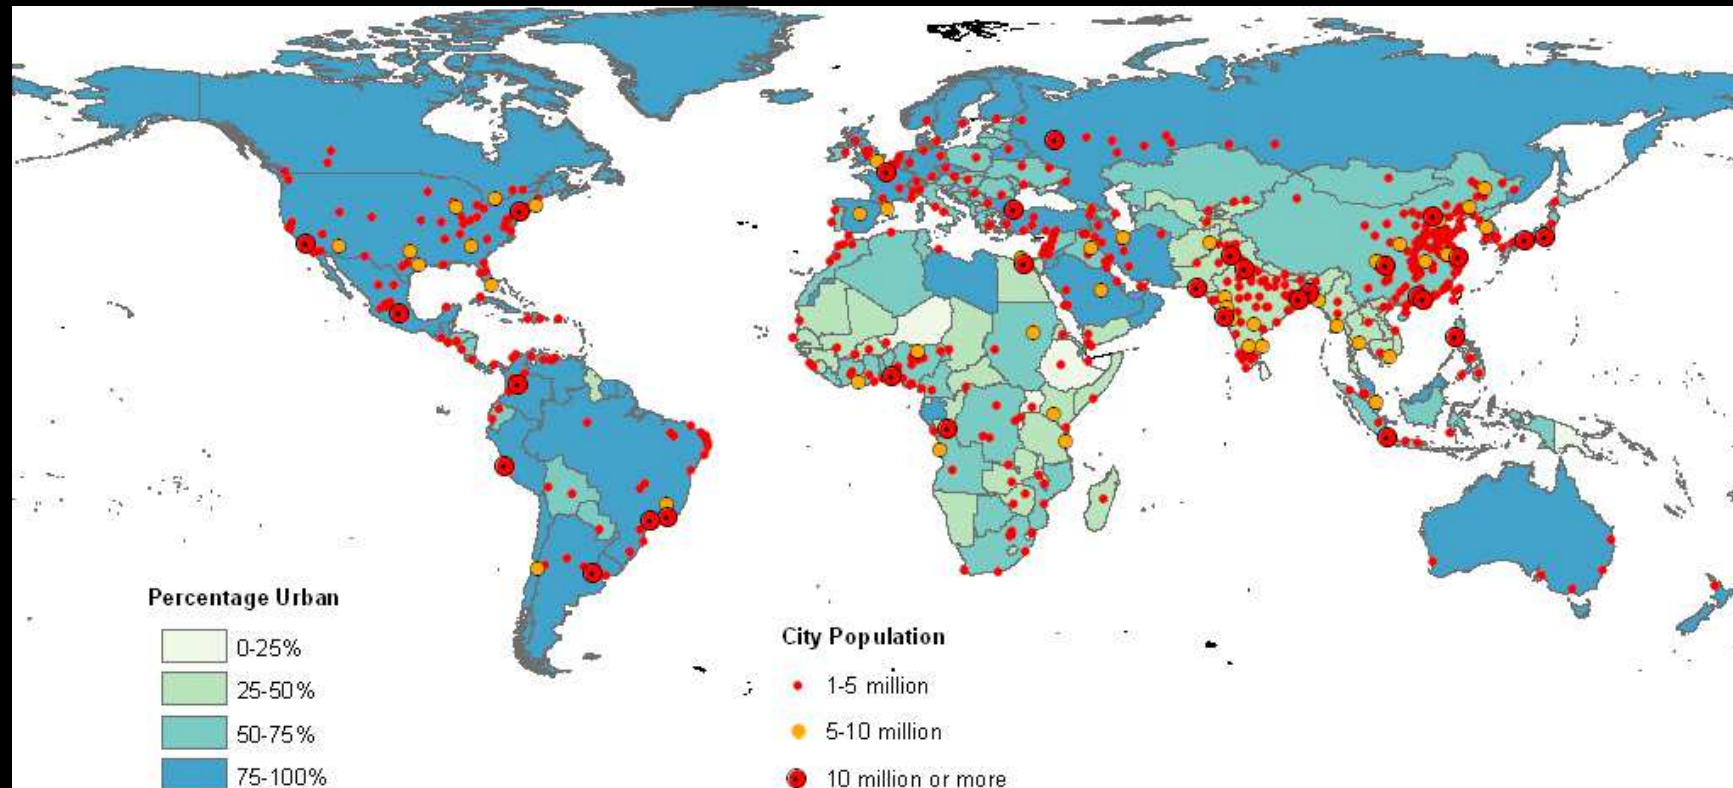 Percentage Urban
0-25%
25-50%
50-75%
75-100%
City Population
1-5 million
5-10 million
10 million or more